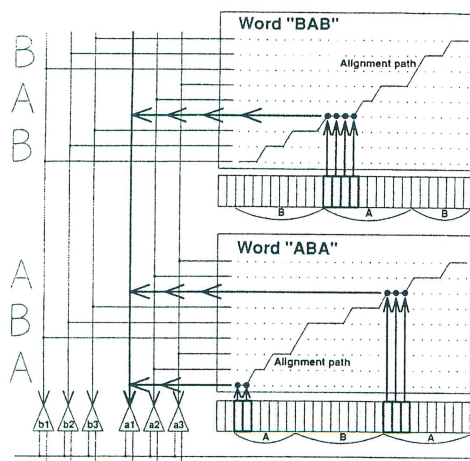 Word "BAB"
B
Alignment path
A
B
B A B
Word "ABA"
A
B
Alignment path
A
b1 b2 b3 a1 a2 a3
A B A